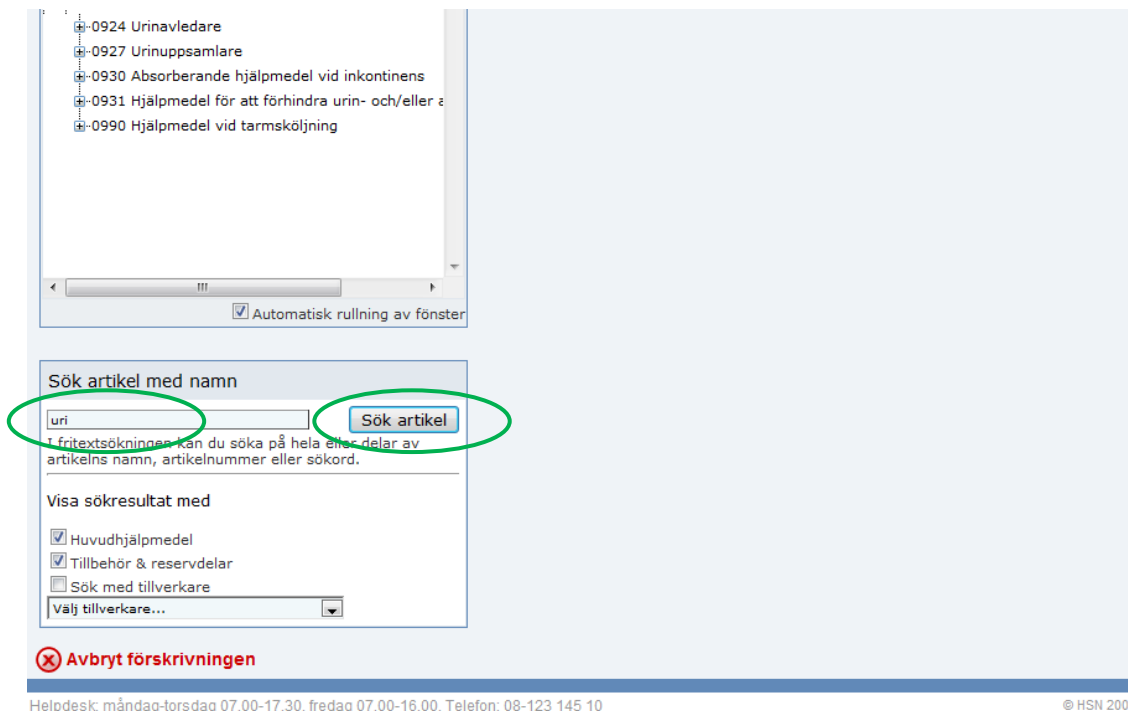 0924 Urinavledare
0927 Urinuppsamlare
0930 Absorberande hjälpmedel vid inkontinens
0931 Hjälpmedel för att förhindra urin- och/eller
0990 Hjälpmedel vid tarmsköljning
Automatisk rullning av fönster
Sök artikel med namn
uri Sök artikel
I fritextsökningen kan du söka på hela eller delar av
artikelns namn, artikelnummer eller sökord.
Visa sökresultat med
Huvudhjälpmedel
Tillbehör & reservdelar
Sök med tillverkare
Välj tillverkare...
Avbryt förskrivningen
Helpdesk: måndag-torsdag 07.00-17.30, fredag 07.00-16.00. Telefon: 08-123 145 10 © HSN 200